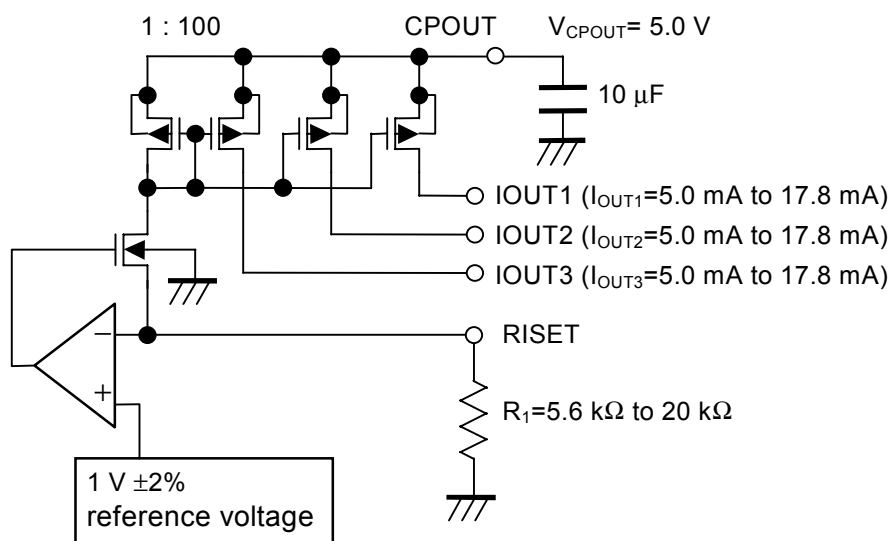 1 : 100
CPOUT
V_CPOUT= 5.0 V
10 μF
IOUT1 (I_OUT1=5.0 mA to 17.8 mA)
IOUT2 (I_OUT2=5.0 mA to 17.8 mA)
IOUT3 (I_OUT3=5.0 mA to 17.8 mA)
−
RISET
+
R_1=5.6 kΩ to 20 kΩ
1 V ±2%
reference voltage